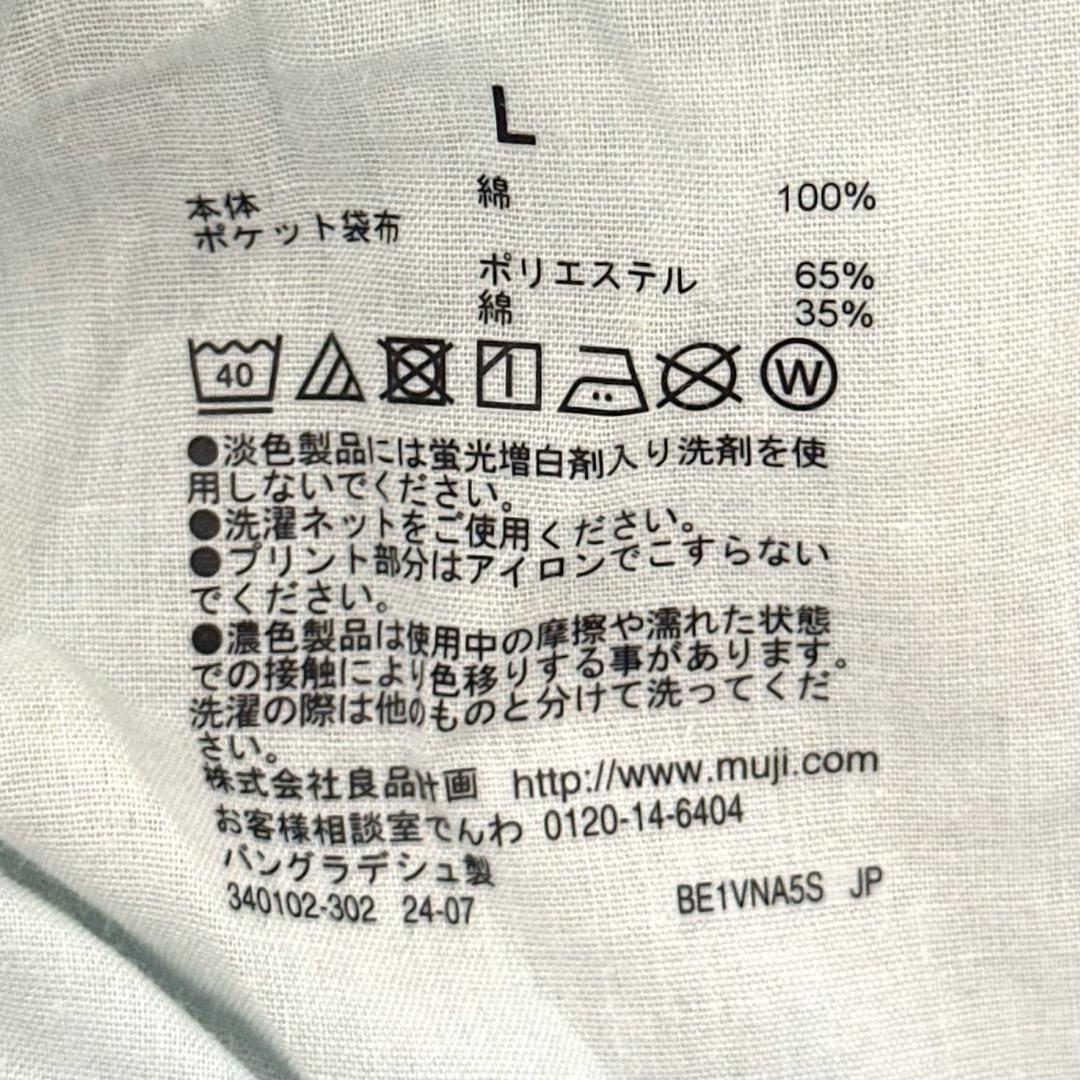 L
本体 綿 100%
ポケット袋布
ポリエステル 65%
綿 35%
40 W
●淡色製品には蛍光増白剤入り洗剤を使
用しないでください。
●洗濯ネットをご使用ください。
●プリント部分はアイロンでこすらない
でください。
●濃色製品は使用中の摩擦や濡れた状態
での接触により色移りする事があります。
洗濯の際は他のものと分けて洗ってくだ
さい。
株式会社良品計画 http://www.muji.com
お客様相談室でんわ 0120-14-6404
バングラデシュ製
340102-302 24-07 BE1VNA5S JP